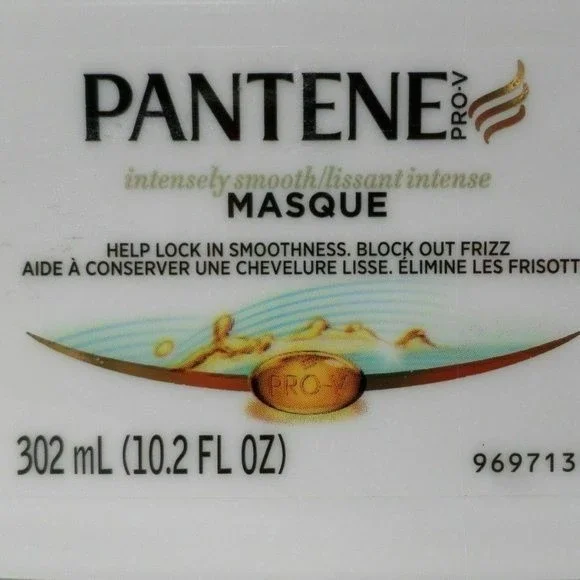 PANTENE PRO-V
intensely smooth/lissant intense
MASQUE
HELP LOCK IN SMOOTHNESS. BLOCK OUT FRIZZ
AIDE À CONSERVER UNE CHEVELURE LISSE. ÉLIMINE LES FRISOTT
PRO-V
302 mL (10.2 FL OZ)
969713